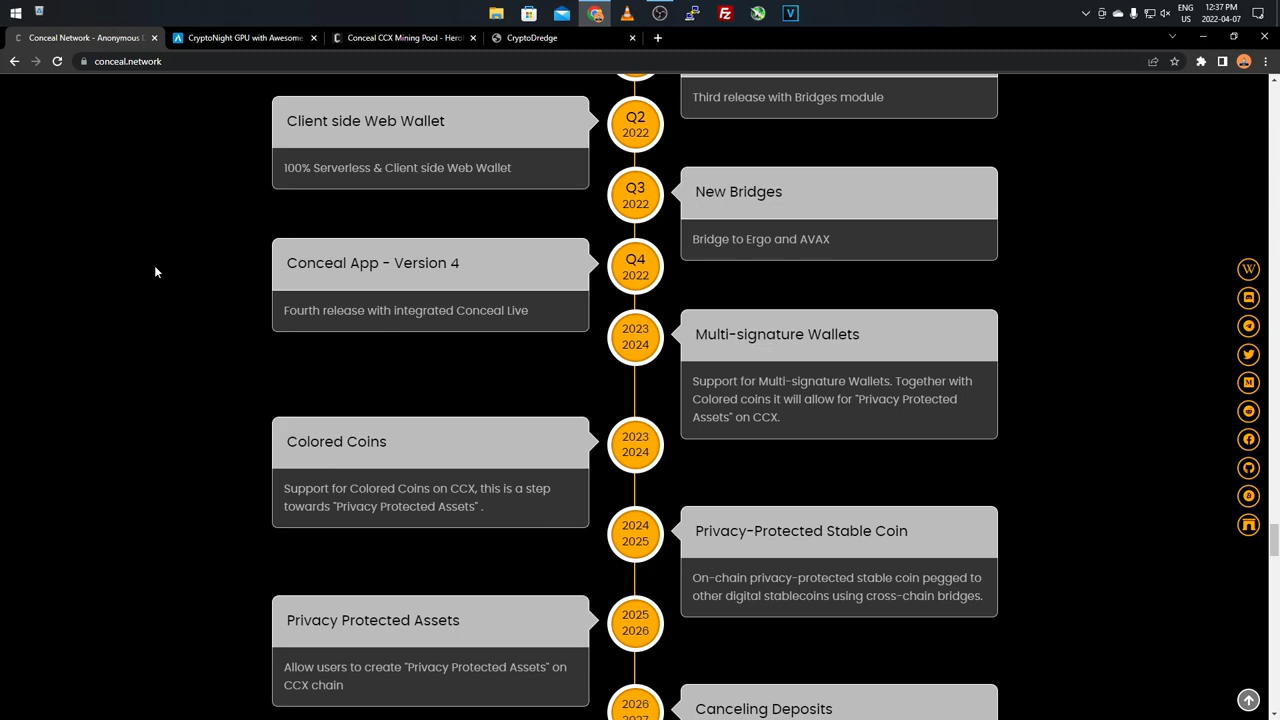 12:37 PM
US
2022-04-07
Conceal Network - Anonymous
CryptoNight GPU with Awesome
Conceal CCX Mining Pool - Hero
CryptoDredge
conceal.network
Third release with Bridges module
Q2
2022
Client side Web Wallet
100% Serverless & Client side Web Wallet
Q3
2022
New Bridges
Bridge to Ergo and AVAX
Q4
2022
Conceal App - Version 4
Fourth release with integrated Conceal Live
2023
2024
Multi-signature Wallets
Support for Multi-signature Wallets. Together with
Colored coins it will allow for "Privacy Protected
Assets" on CCX.
2023
2024
Colored Coins
Support for Colored Coins on CCX, this is a step
towards "Privacy Protected Assets" .
2024
2025
Privacy-Protected Stable Coin
On-chain privacy-protected stable coin pegged to
other digital stablecoins using cross-chain bridges.
2025
2026
Privacy Protected Assets
Allow users to create "Privacy Protected Assets" on
CCX chain
2026
2027
Canceling Deposits